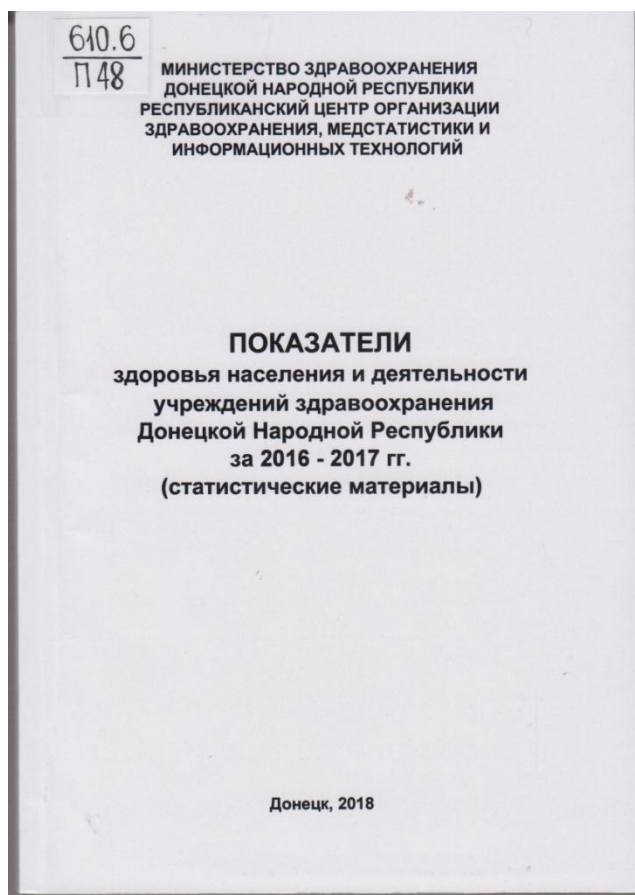 610.6
П48
МИНИСТЕРСТВО ЗДРАВООХРАНЕНИЯ
ДОНЕЦКОЙ НАРОДНОЙ РЕСПУБЛИКИ
РЕСПУБЛИКАНСКИЙ ЦЕНТР ОРГАНИЗАЦИИ
ЗДРАВООХРАНЕНИЯ, МЕДСТАТИСТИКИ И
ИНФОРМАЦИОННЫХ ТЕХНОЛОГИЙ
ПОКАЗАТЕЛИ
здоровья населения и деятельности
учреждений здравоохранения
Донецкой Народной Республики
за 2016 - 2017 гг.
(статистические материалы)
Донецк, 2018